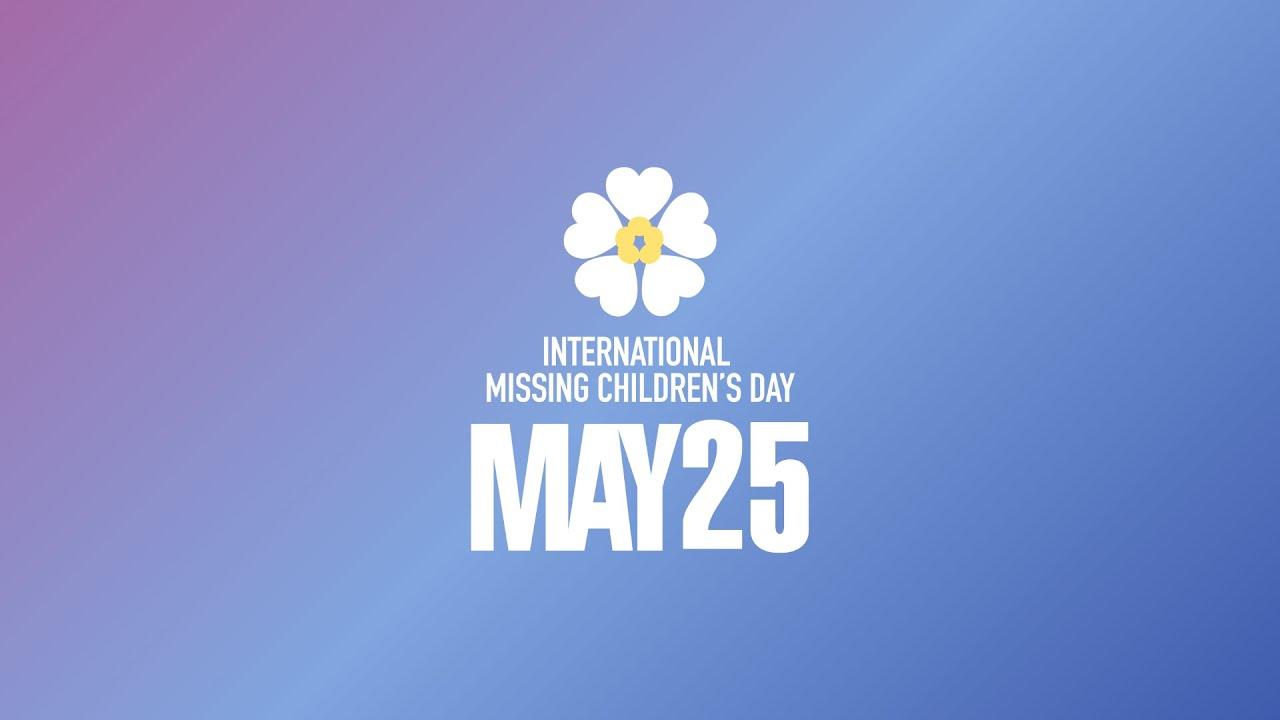 INTERNATIONAL
MISSING CHILDREN’S DAY
MAY25